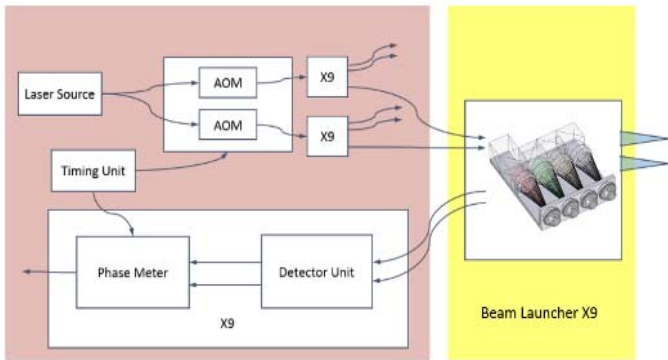 AOM
X9
Laser Source
AOM
X9
Timing Unit
Phase Meter
Detector Unit
X9
Beam Launcher X9